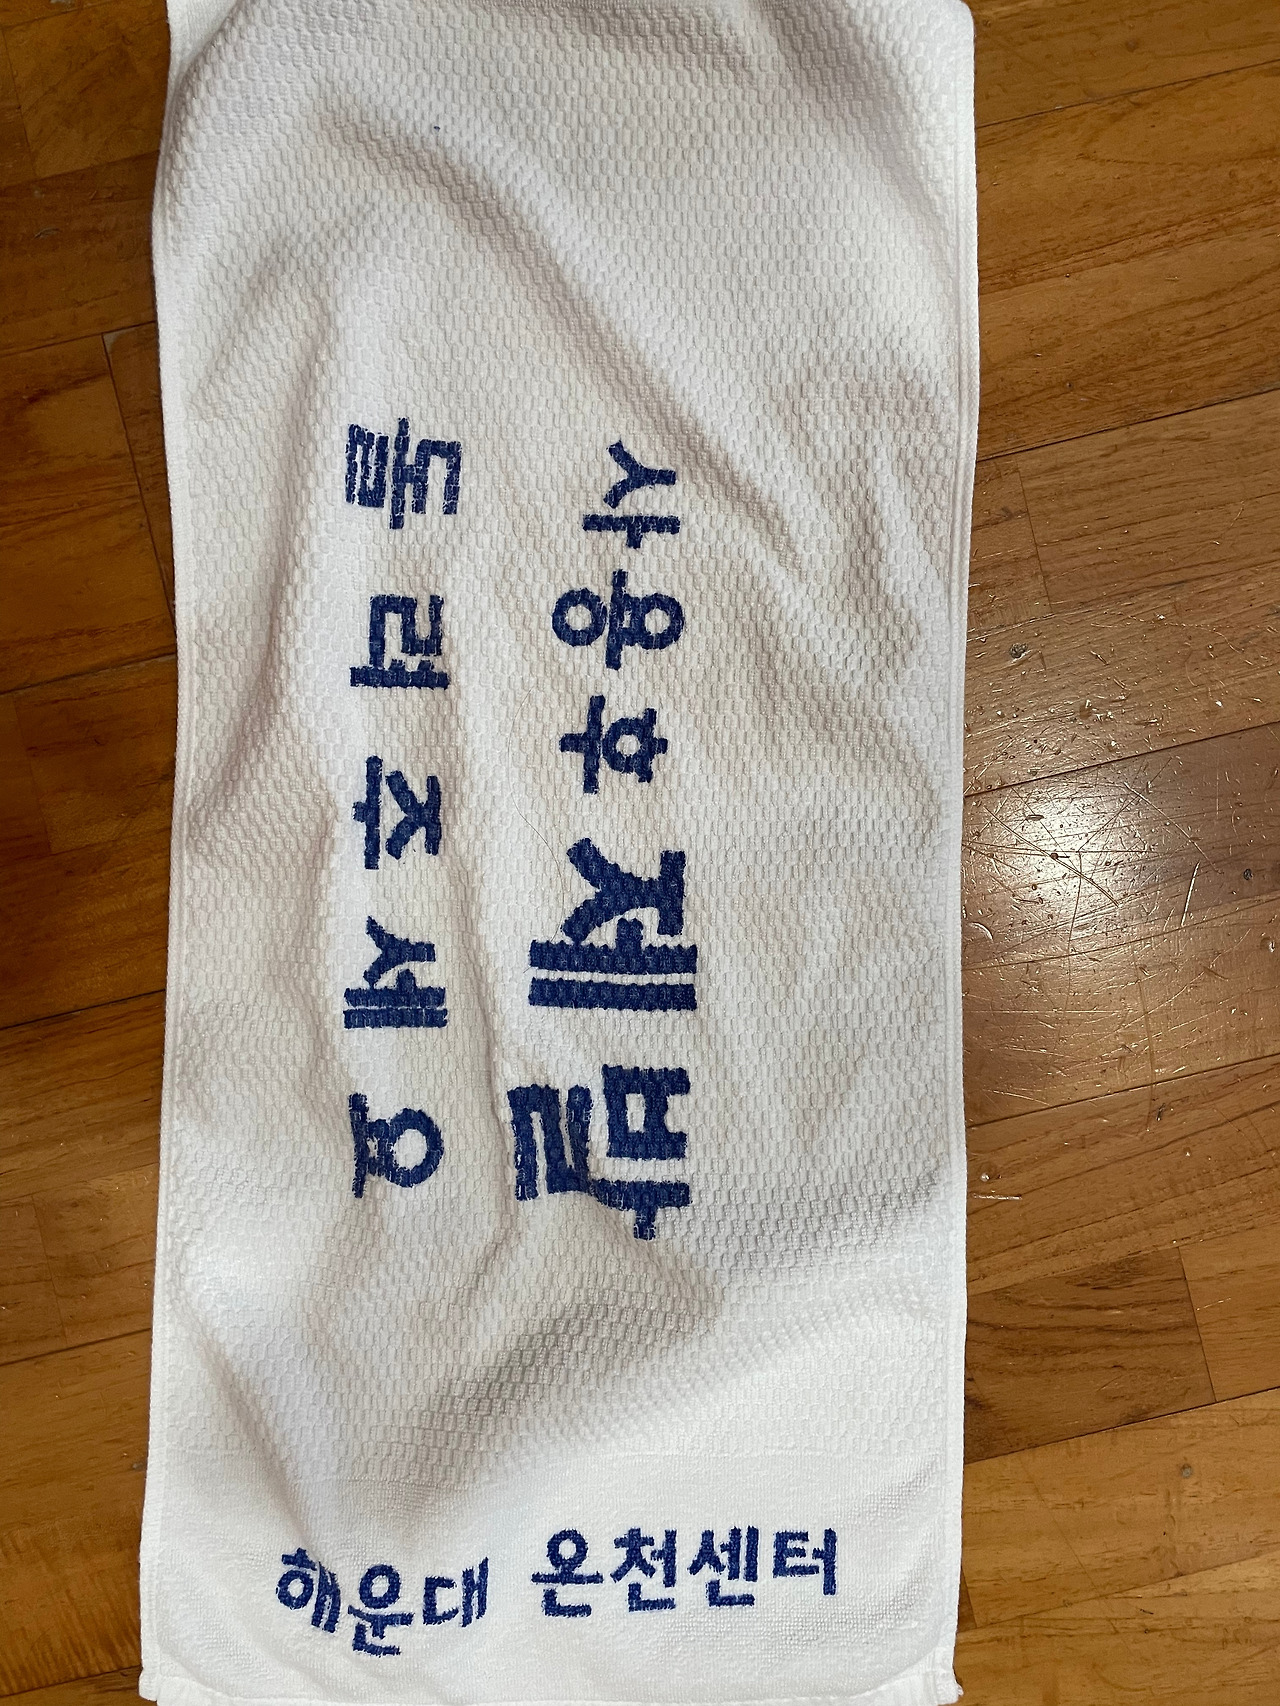 사용후 제발
돌려주세요
해운대 온천센터